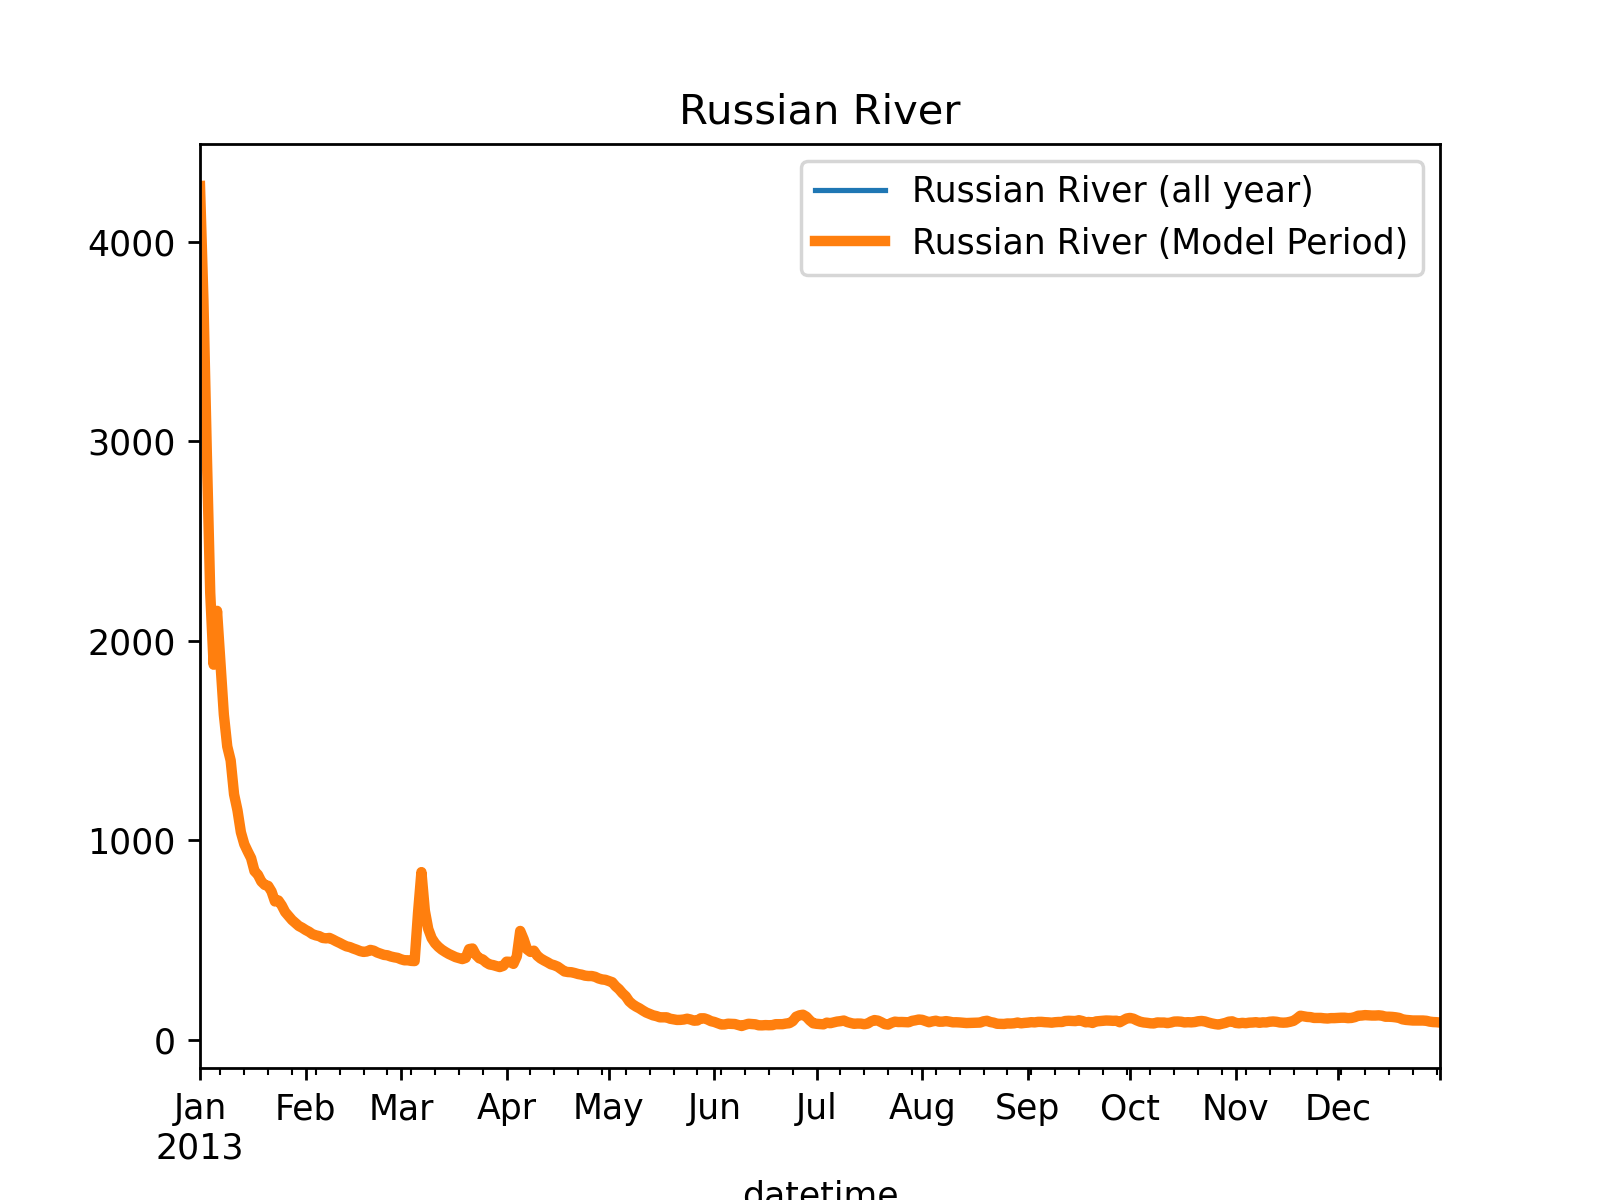 Russian River
Russian River (all year)
Russian River (Model Period)
4000
3000
2000
1000
0
Jan Feb Mar Apr May Jun Jul Aug Sep Oct Nov Dec
2013
datetime